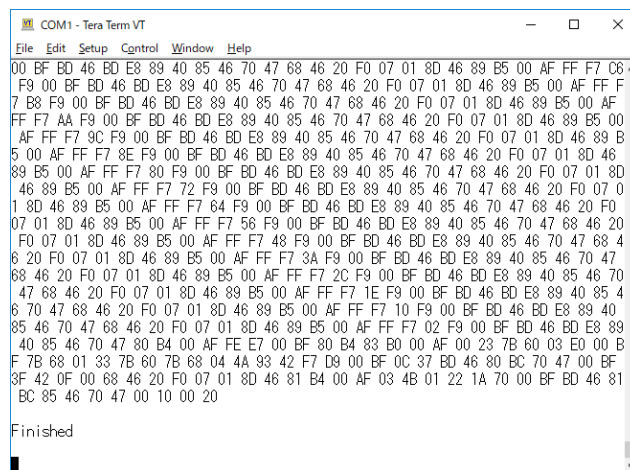 COM1 - Tera Term VT
File Edit Setup Control Window Help
00 BF BD 46 BD E8 89 40 85 46 70 47 68 46 20 F0 07 01 8D 46 89 B5 00 AF FF F7 C6
F9 00 BF BD 46 BD E8 89 40 85 46 70 47 68 46 20 F0 07 01 8D 46 89 B5 00 AF FF F
7 B8 F9 00 BF BD 46 BD E8 89 40 85 46 70 47 68 46 20 F0 07 01 8D 46 89 B5 00 AF
FF F7 AA F9 00 BF BD 46 BD E8 89 40 85 46 70 47 68 46 20 F0 07 01 8D 46 89 B5 00
AF FF F7 9C F9 00 BF BD 46 BD E8 89 40 85 46 70 47 68 46 20 F0 07 01 8D 46 89 B
5 00 AF FF F7 8E F9 00 BF BD 46 BD E8 89 40 85 46 70 47 68 46 20 F0 07 01 8D 46
89 B5 00 AF FF F7 80 F9 00 BF BD 46 BD E8 89 40 85 46 70 47 68 46 20 F0 07 01 8D
46 89 B5 00 AF FF F7 72 F9 00 BF BD 46 BD E8 89 40 85 46 70 47 68 46 20 F0 07 0
1 8D 46 89 B5 00 AF FF F7 64 F9 00 BF BD 46 BD E8 89 40 85 46 70 47 68 46 20 F0
07 01 8D 46 89 B5 00 AF FF F7 56 F9 00 BF BD 46 BD E8 89 40 85 46 70 47 68 46 20
F0 07 01 8D 46 89 B5 00 AF FF F7 48 F9 00 BF BD 46 BD E8 89 40 85 46 70 47 68 4
6 20 F0 07 01 8D 46 89 B5 00 AF FF F7 3A F9 00 BF BD 46 BD E8 89 40 85 46 70 47
68 46 20 F0 07 01 8D 46 89 B5 00 AF FF F7 2C F9 00 BF BD 46 BD E8 89 40 85 46 70
47 68 46 20 F0 07 01 8D 46 89 B5 00 AF FF F7 1E F9 00 BF BD 46 BD E8 89 40 85 4
6 70 47 68 46 20 F0 07 01 8D 46 89 B5 00 AF FF F7 10 F9 00 BF BD 46 BD E8 89 40
85 46 70 47 68 46 20 F0 07 01 8D 46 89 B5 00 AF FF F7 02 F9 00 BF BD 46 BD E8 89
40 85 46 70 47 80 B4 00 AF FE E7 00 BF 80 B4 83 B0 00 AF 00 23 7B 60 03 E0 00 B
F 7B 68 01 33 7B 60 7B 68 04 4A 93 42 F7 D9 00 BF 0C 37 BD 46 80 BC 70 47 00 BF
3F 42 0F 00 68 46 20 F0 07 01 8D 46 81 B4 00 AF 03 4B 01 22 1A 70 00 BF BD 46 81
BC 85 46 70 47 00 10 00 20
Finished